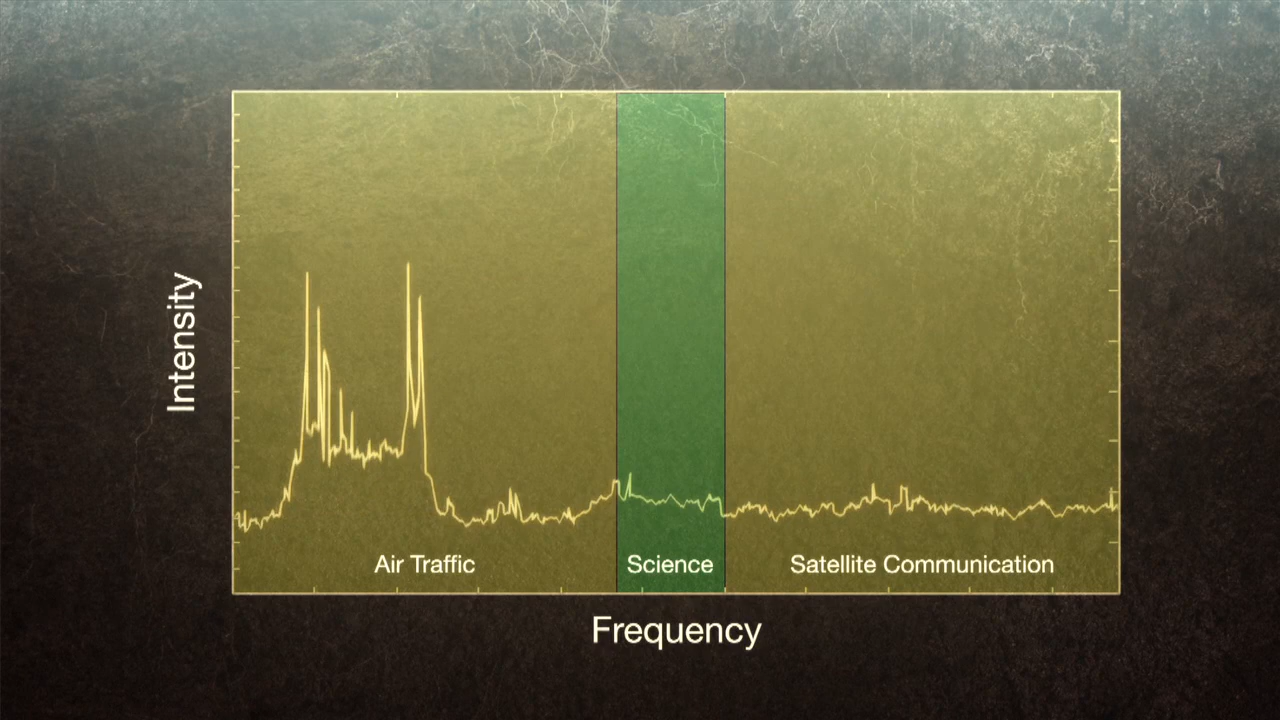 Intensity
Air Traffic
Science
Satellite Communication
Frequency